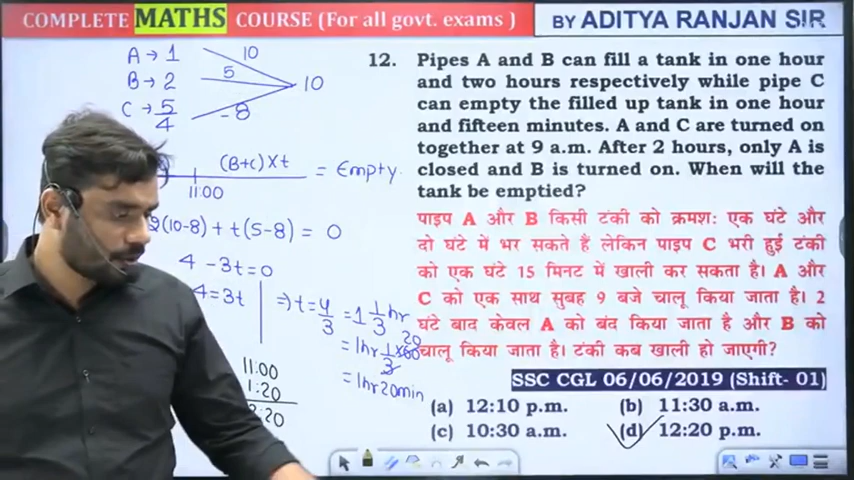 COMPLETE MATHS COURSE (For all govt. exams)
BY ADITYA RANJAN SIR
A → 1
B → 2
C → 5/4
10
5
-8
10
(B+C)×t = Empty.
11:00
(10-8) + t(5-8) = 0
4 - 3t = 0
4 = 3t
⇒ t = 4/3 = 1 1/3 hr
= 1hr 1/3 × 60 20
= 1hr 20min
11:00
1:20
:20
12. Pipes A and B can fill a tank in one hour
and two hours respectively while pipe C
can empty the filled up tank in one hour
and fifteen minutes. A and C are turned on
together at 9 a.m. After 2 hours, only A is
closed and B is turned on. When will the
tank be emptied?
पाइप A और B किसी टंकी को क्रमश: एक घंटे और
दो घंटे में भर सकते हैं लेकिन पाइप C भरी हुई टंकी
को एक घंटे 15 मिनट में खाली कर सकता है। A और
C को एक साथ सुबह 9 बजे चालू किया जाता है। 2
घंटे बाद केवल A को बंद किया जाता है और B को
चालू किया जाता है। टंकी कब खाली हो जाएगी?
SSC CGL 06/06/2019 (Shift- 01)
(a) 12:10 p.m. (b) 11:30 a.m.
(c) 10:30 a.m. (d) 12:20 p.m.